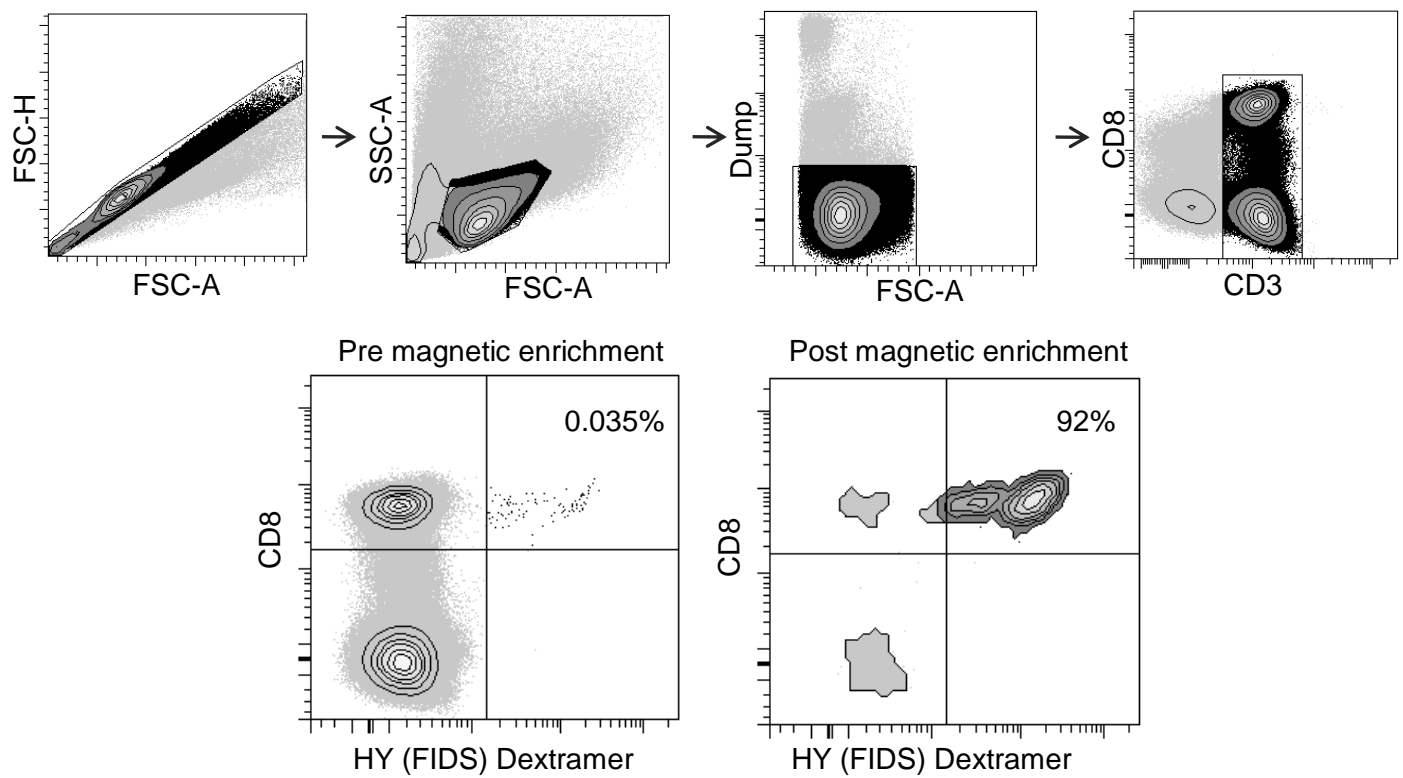 FSC-H
FSC-A
SSC-A
FSC-A
Dump
FSC-A
CD8
CD3
Pre magnetic enrichment
0.035%
CD8
HY (FIDS) Dextramer
Post magnetic enrichment
92%
CD8
HY (FIDS) Dextramer